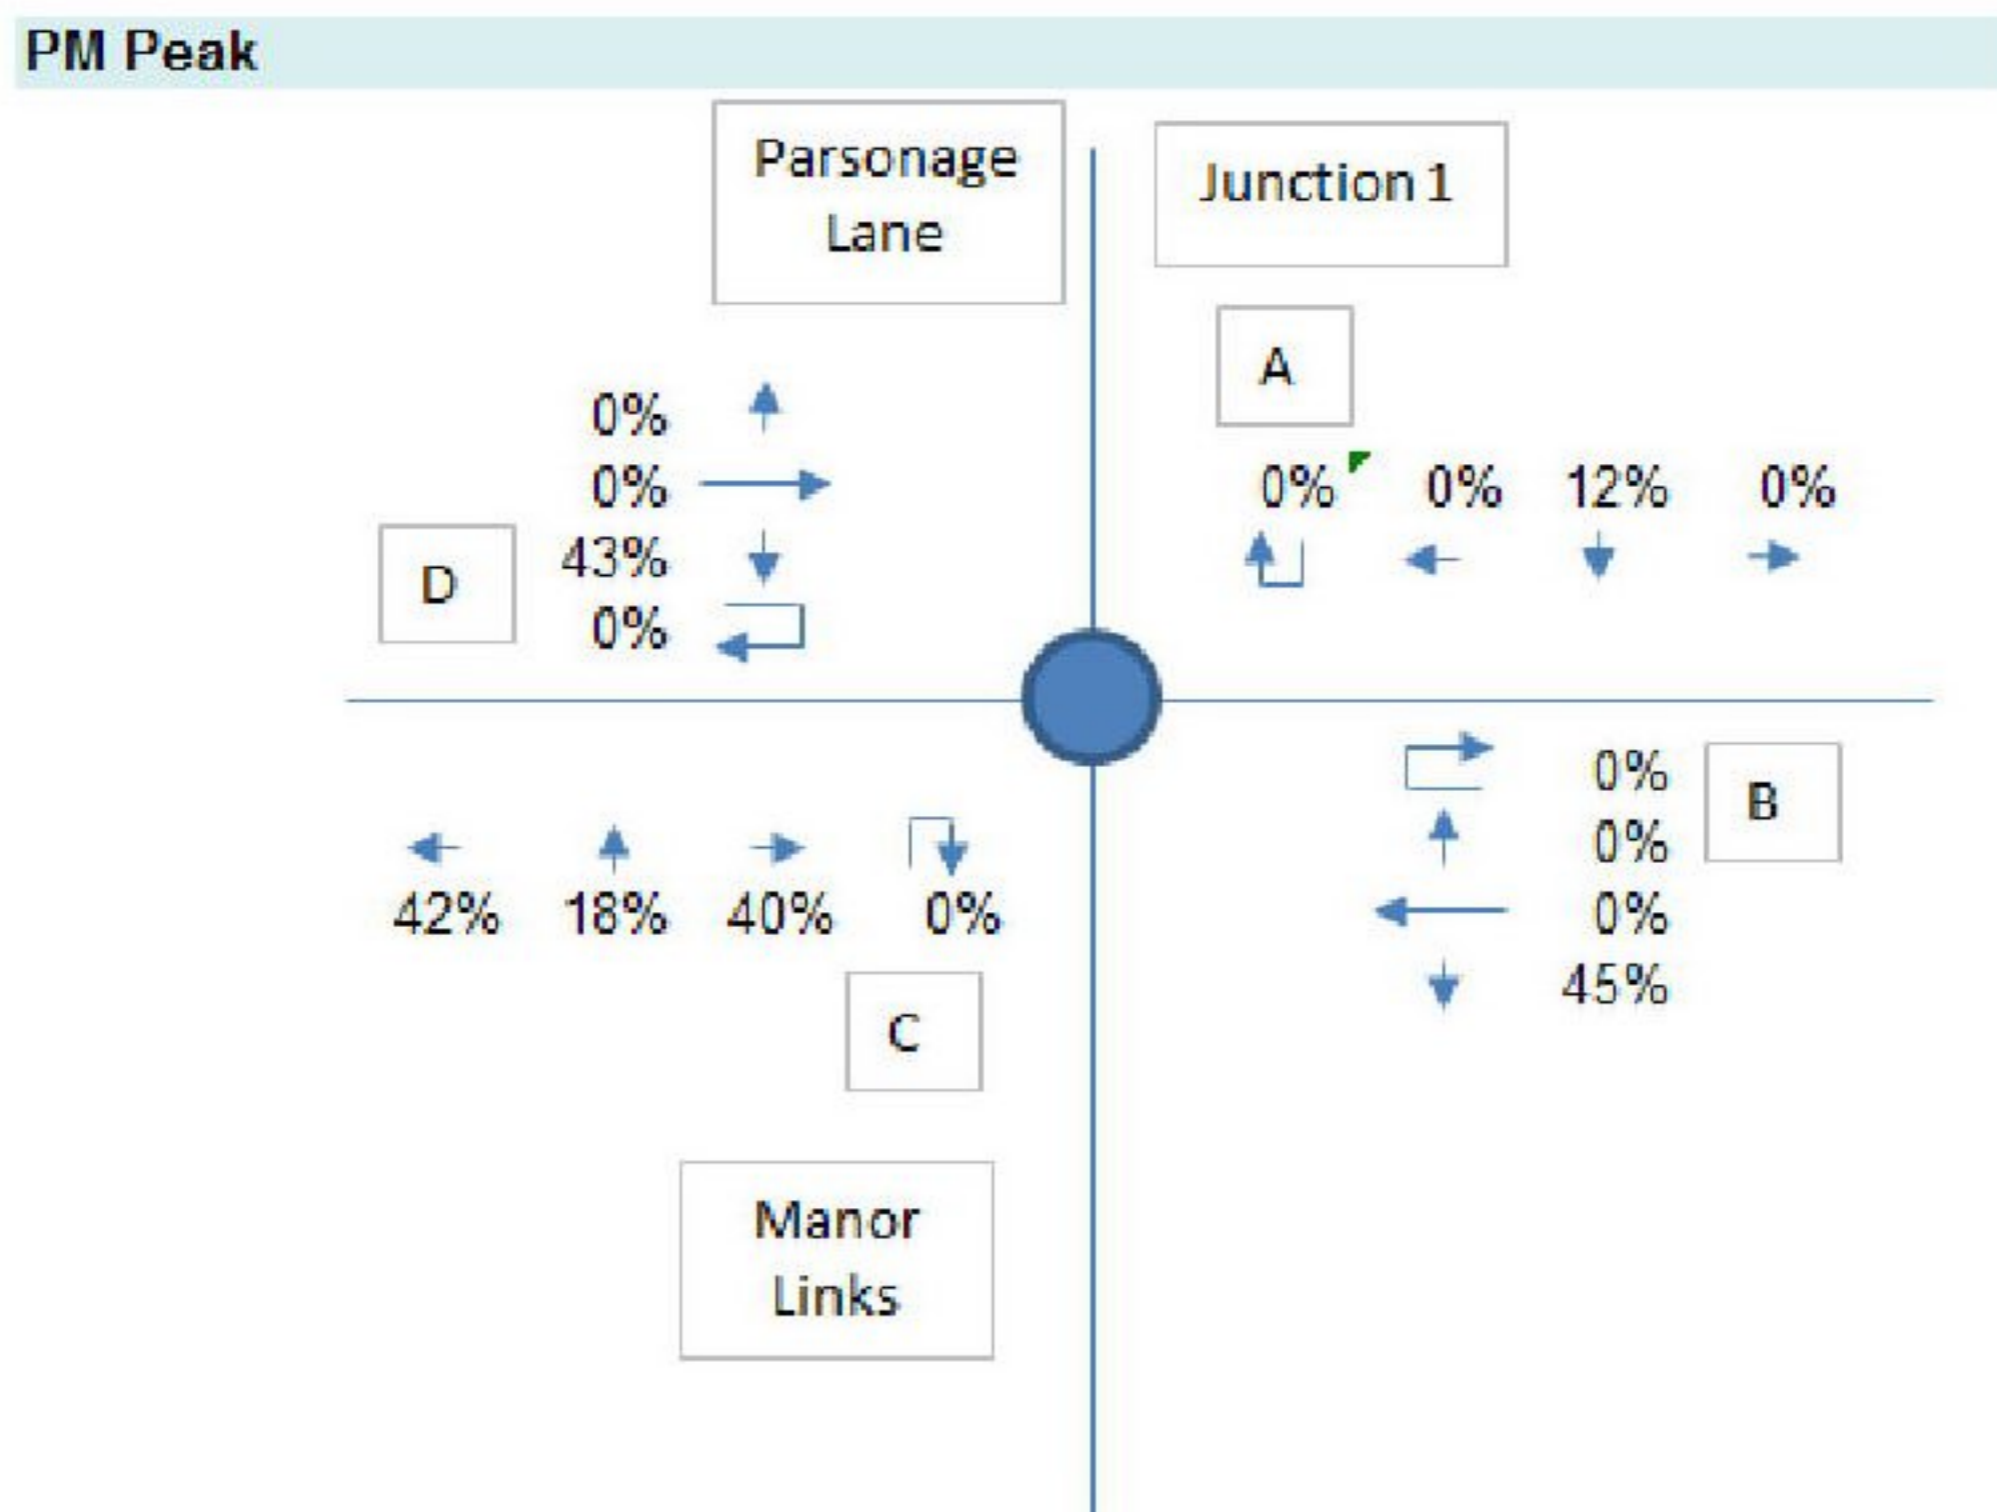 PM Peak
Parsonage
Lane
Junction 1
A
0%
0%
0% 0% 12% 0%
43%
D
0%
0%
B
0%
42% 18% 40% 0%
0%
45%
C
Manor
Links